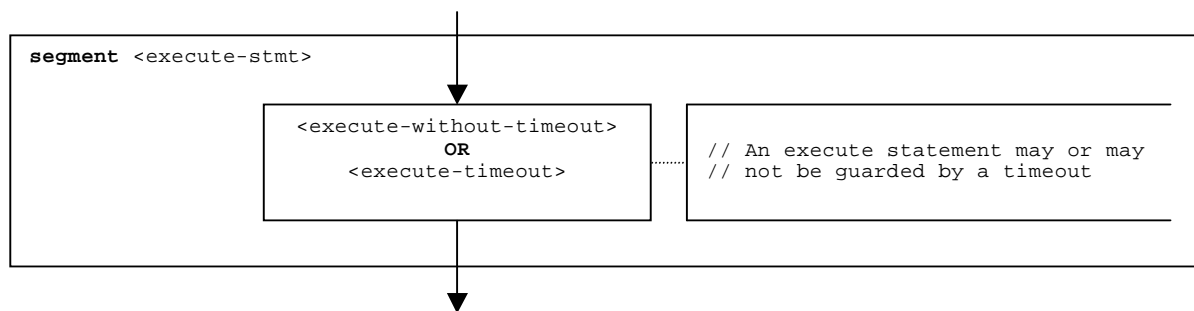 segment <execute-stmt>
<execute-without-timeout>
OR
<execute-timeout>
// An execute statement may or may
// not be guarded by a timeout